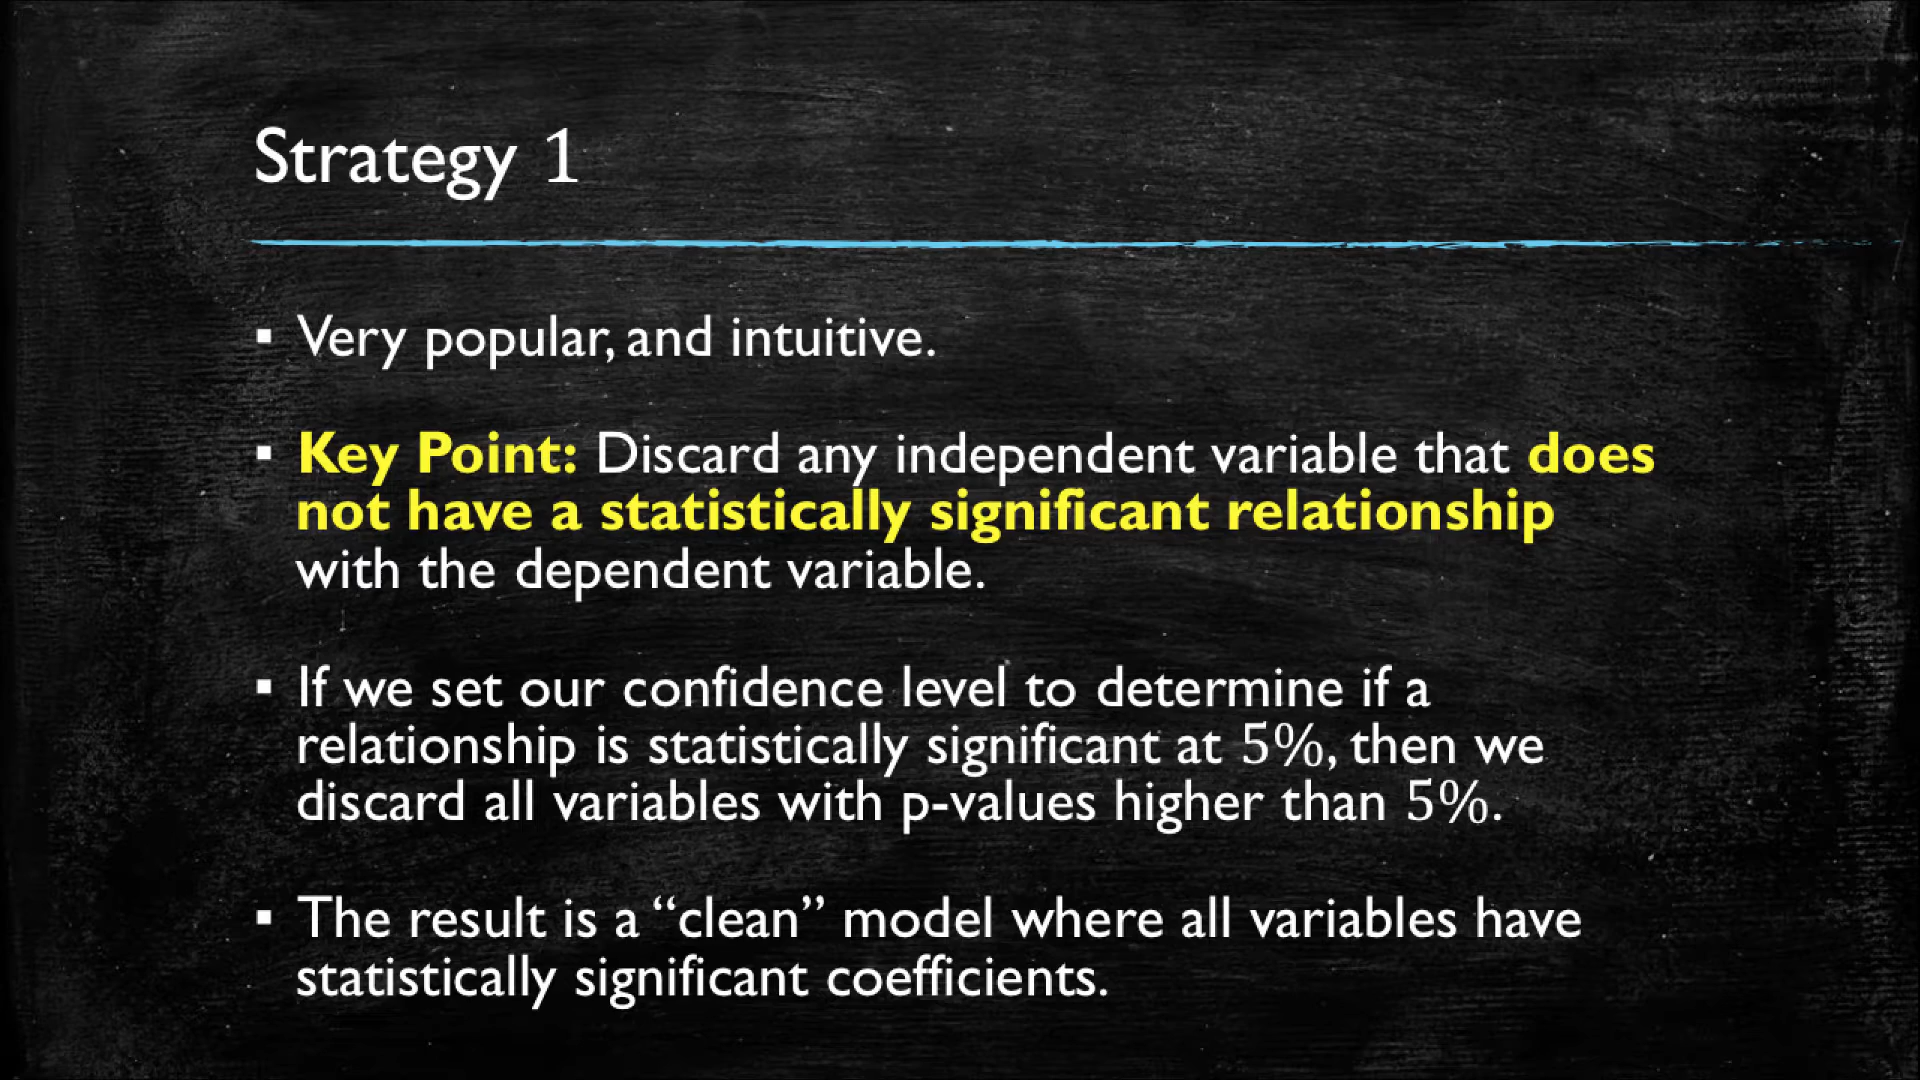 Strategy 1
▪ Very popular, and intuitive.
▪ Key Point: Discard any independent variable that does
not have a statistically significant relationship
with the dependent variable.
▪ If we set our confidence level to determine if a
relationship is statistically significant at 5%, then we
discard all variables with p-values higher than 5%.
▪ The result is a “clean” model where all variables have
statistically significant coefficients.